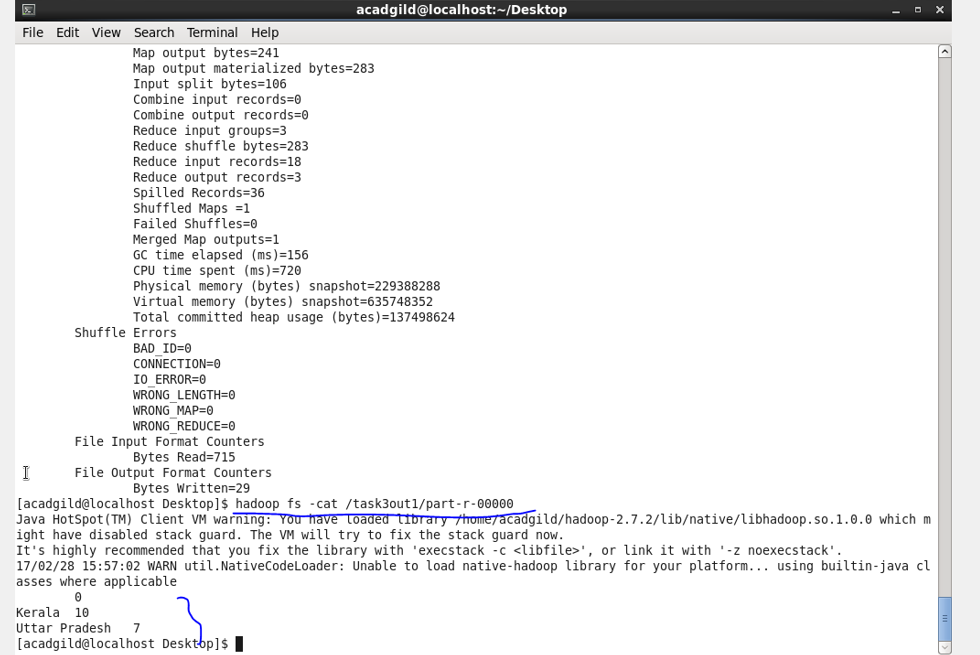 acadgild@localhost:~/Desktop
File Edit View Search Terminal Help
Map output bytes=241
Map output materialized bytes=283
Input split bytes=106
Combine input records=0
Combine output records=0
Reduce input groups=3
Reduce shuffle bytes=283
Reduce input records=18
Reduce output records=3
Spilled Records=36
Shuffled Maps =1
Failed Shuffles=0
Merged Map outputs=1
GC time elapsed (ms)=156
CPU time spent (ms)=720
Physical memory (bytes) snapshot=229388288
Virtual memory (bytes) snapshot=635748352
Total committed heap usage (bytes)=137498624
Shuffle Errors
BAD_ID=0
CONNECTION=0
IO_ERROR=0
WRONG_LENGTH=0
WRONG_MAP=0
WRONG_REDUCE=0
File Input Format Counters
Bytes Read=715
File Output Format Counters
Bytes Written=29
[acadgild@localhost Desktop]$ hadoop fs -cat /task3out1/part-r-00000
Java HotSpot(TM) Client VM warning: You have loaded library /home/acadgild/hadoop-2.7.2/lib/native/libhadoop.so.1.0.0 which m
ight have disabled stack guard. The VM will try to fix the stack guard now.
It's highly recommended that you fix the library with 'execstack -c <libfile>', or link it with '-z noexecstack'.
17/02/28 15:57:02 WARN util.NativeCodeLoader: Unable to load native-hadoop library for your platform... using builtin-java cl
asses where applicable
0
Kerala 10
Uttar Pradesh 7
[acadgild@localhost Desktop]$